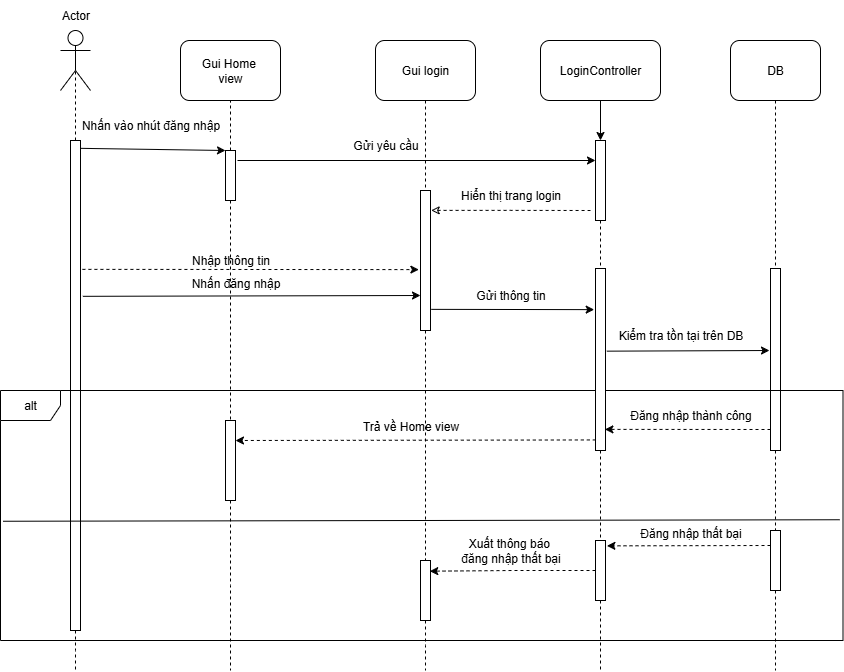 Actor
Gui Home
view
Gui login
LoginController
DB
Nhấn vào nhút đăng nhập
Gửi yêu cầu
Hiển thị trang login
Nhập thông tin
Nhấn đăng nhập
Gửi thông tin
Kiểm tra tồn tại trên DB
alt
Đăng nhập thành công
Trả về Home view
Đăng nhập thất bại
Xuất thông báo
đăng nhập thất bại